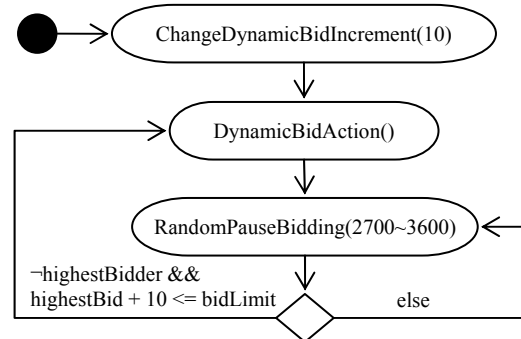 ChangeDynamicBidIncrement(10)
DynamicBidAction()
RandomPauseBidding(2700~3600)
¬highestBidder &&
highestBid + 10 <= bidLimit
else